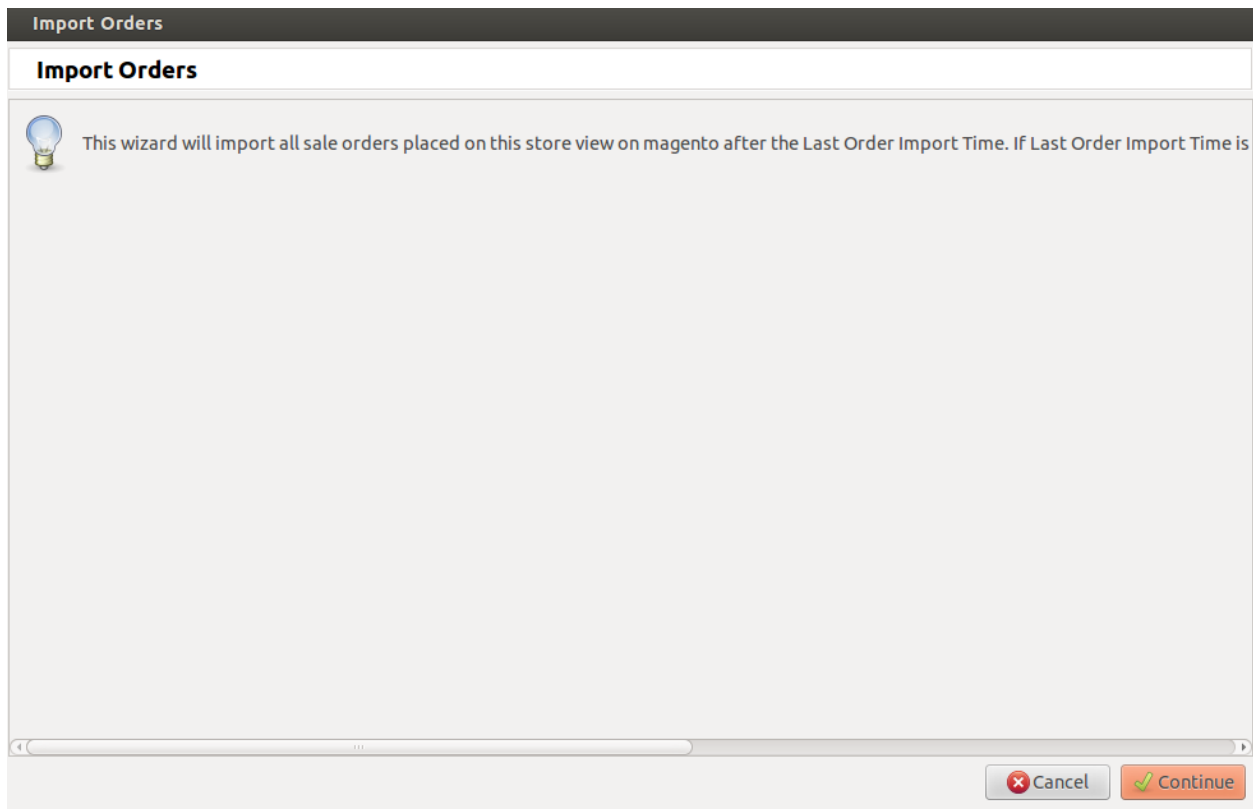 Import Orders
Import Orders
This wizard will import all sale orders placed on this store view on magento after the Last Order Import Time. If Last Order Import Time is
Cancel
Continue